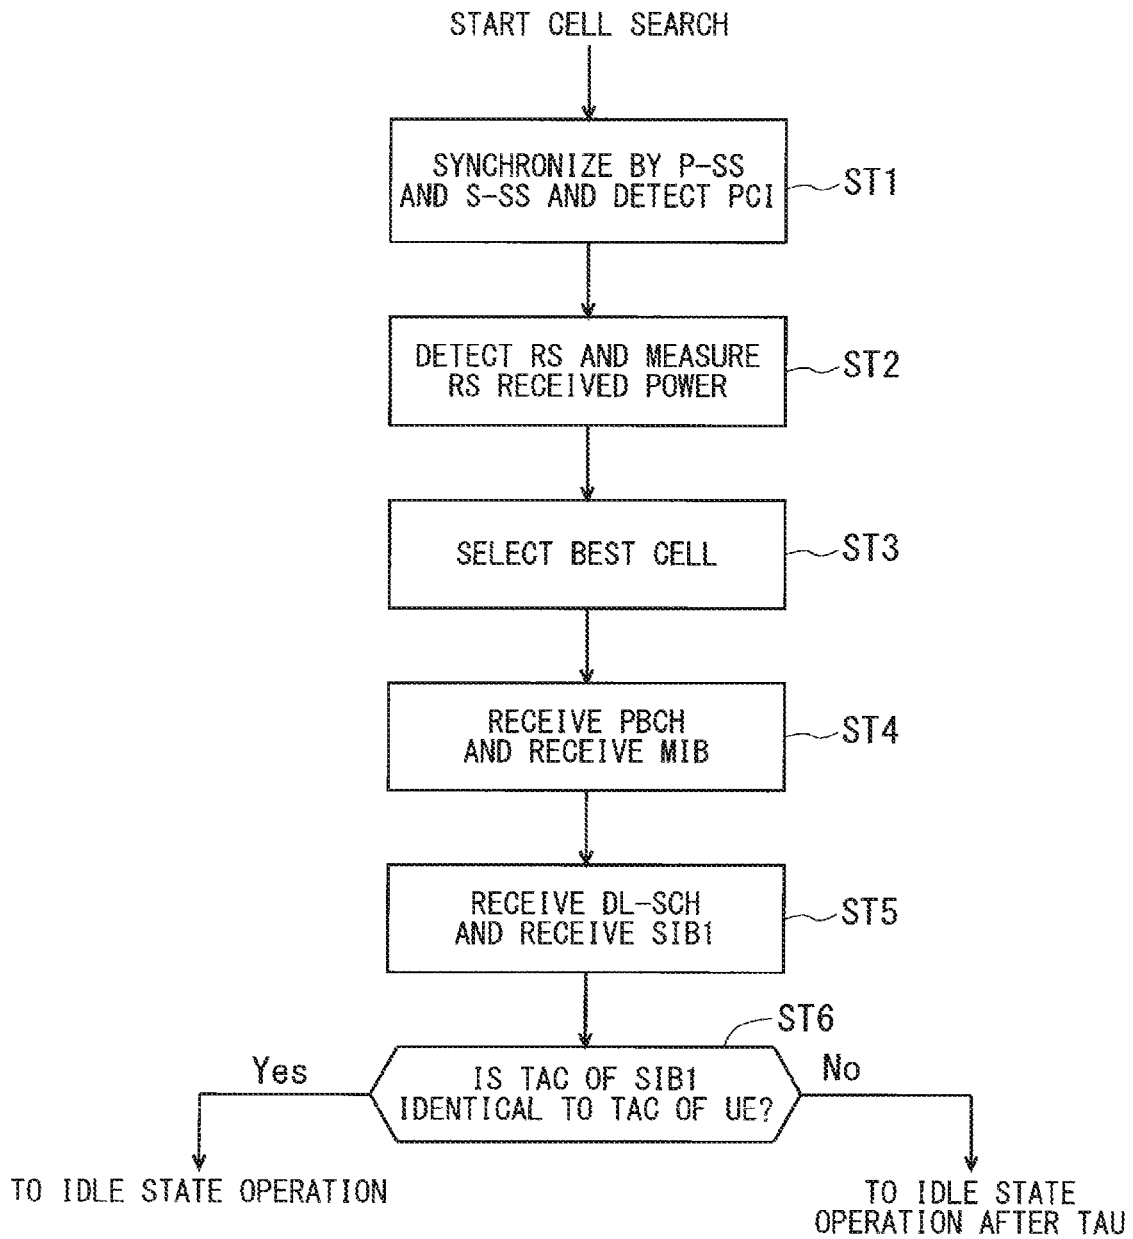 START CELL SEARCH
SYNCHRONIZE BY P-SS
AND S-SS AND DETECT PCI
ST1
DETECT RS AND MEASURE
RS RECEIVED POWER
ST2
SELECT BEST CELL
ST3
RECEIVE PBCH
AND RECEIVE MIB
ST4
RECEIVE DL-SCH
AND RECEIVE SIB1
ST5
ST6
IS TAC OF SIB1
IDENTICAL TO TAC OF UE?
Yes
No
TO IDLE STATE OPERATION
TO IDLE STATE
OPERATION AFTER TAU